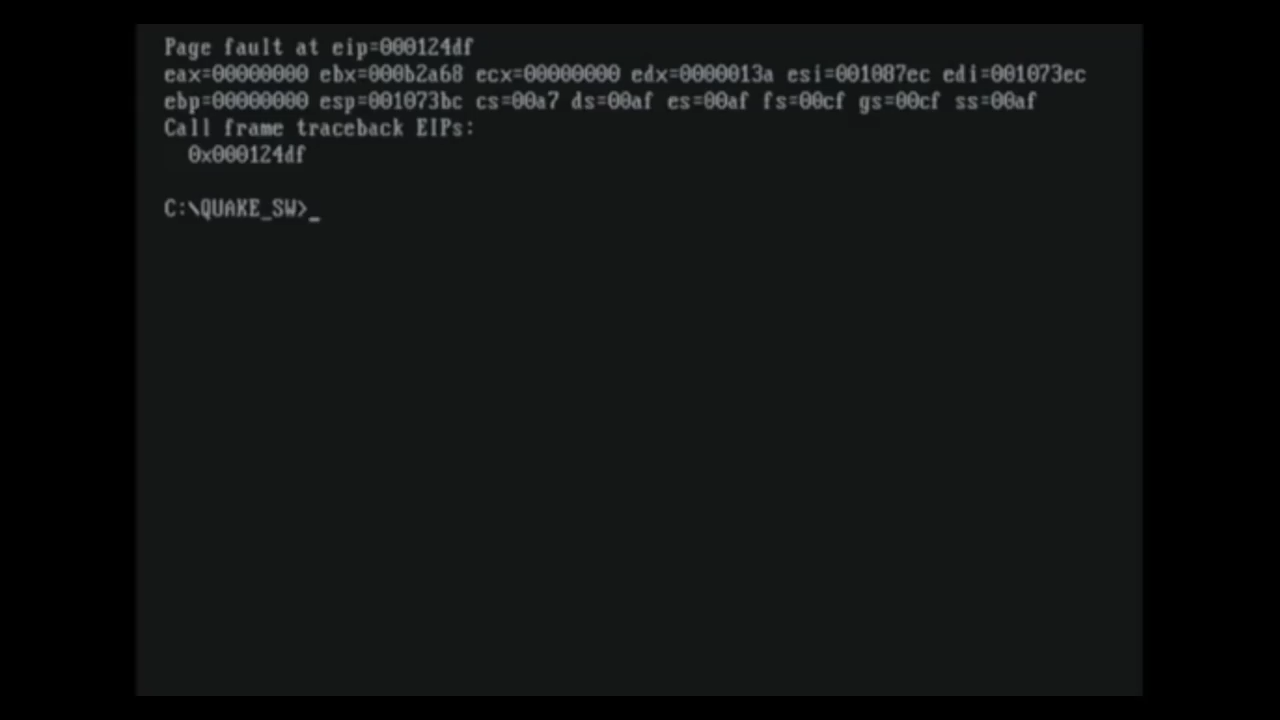 Page fault at eip=000124df
eax=00000000 ebx=000b2a68 ecx=00000000 edx=0000013a esi=001087ec edi=001073ec
ebp=00000000 esp=001073bc cs=00a7 ds=00af es=00af fs=00cf gs=00cf ss=00af
Call frame traceback EIPs:
  0x000124df
C:\QUAKE_SW>_